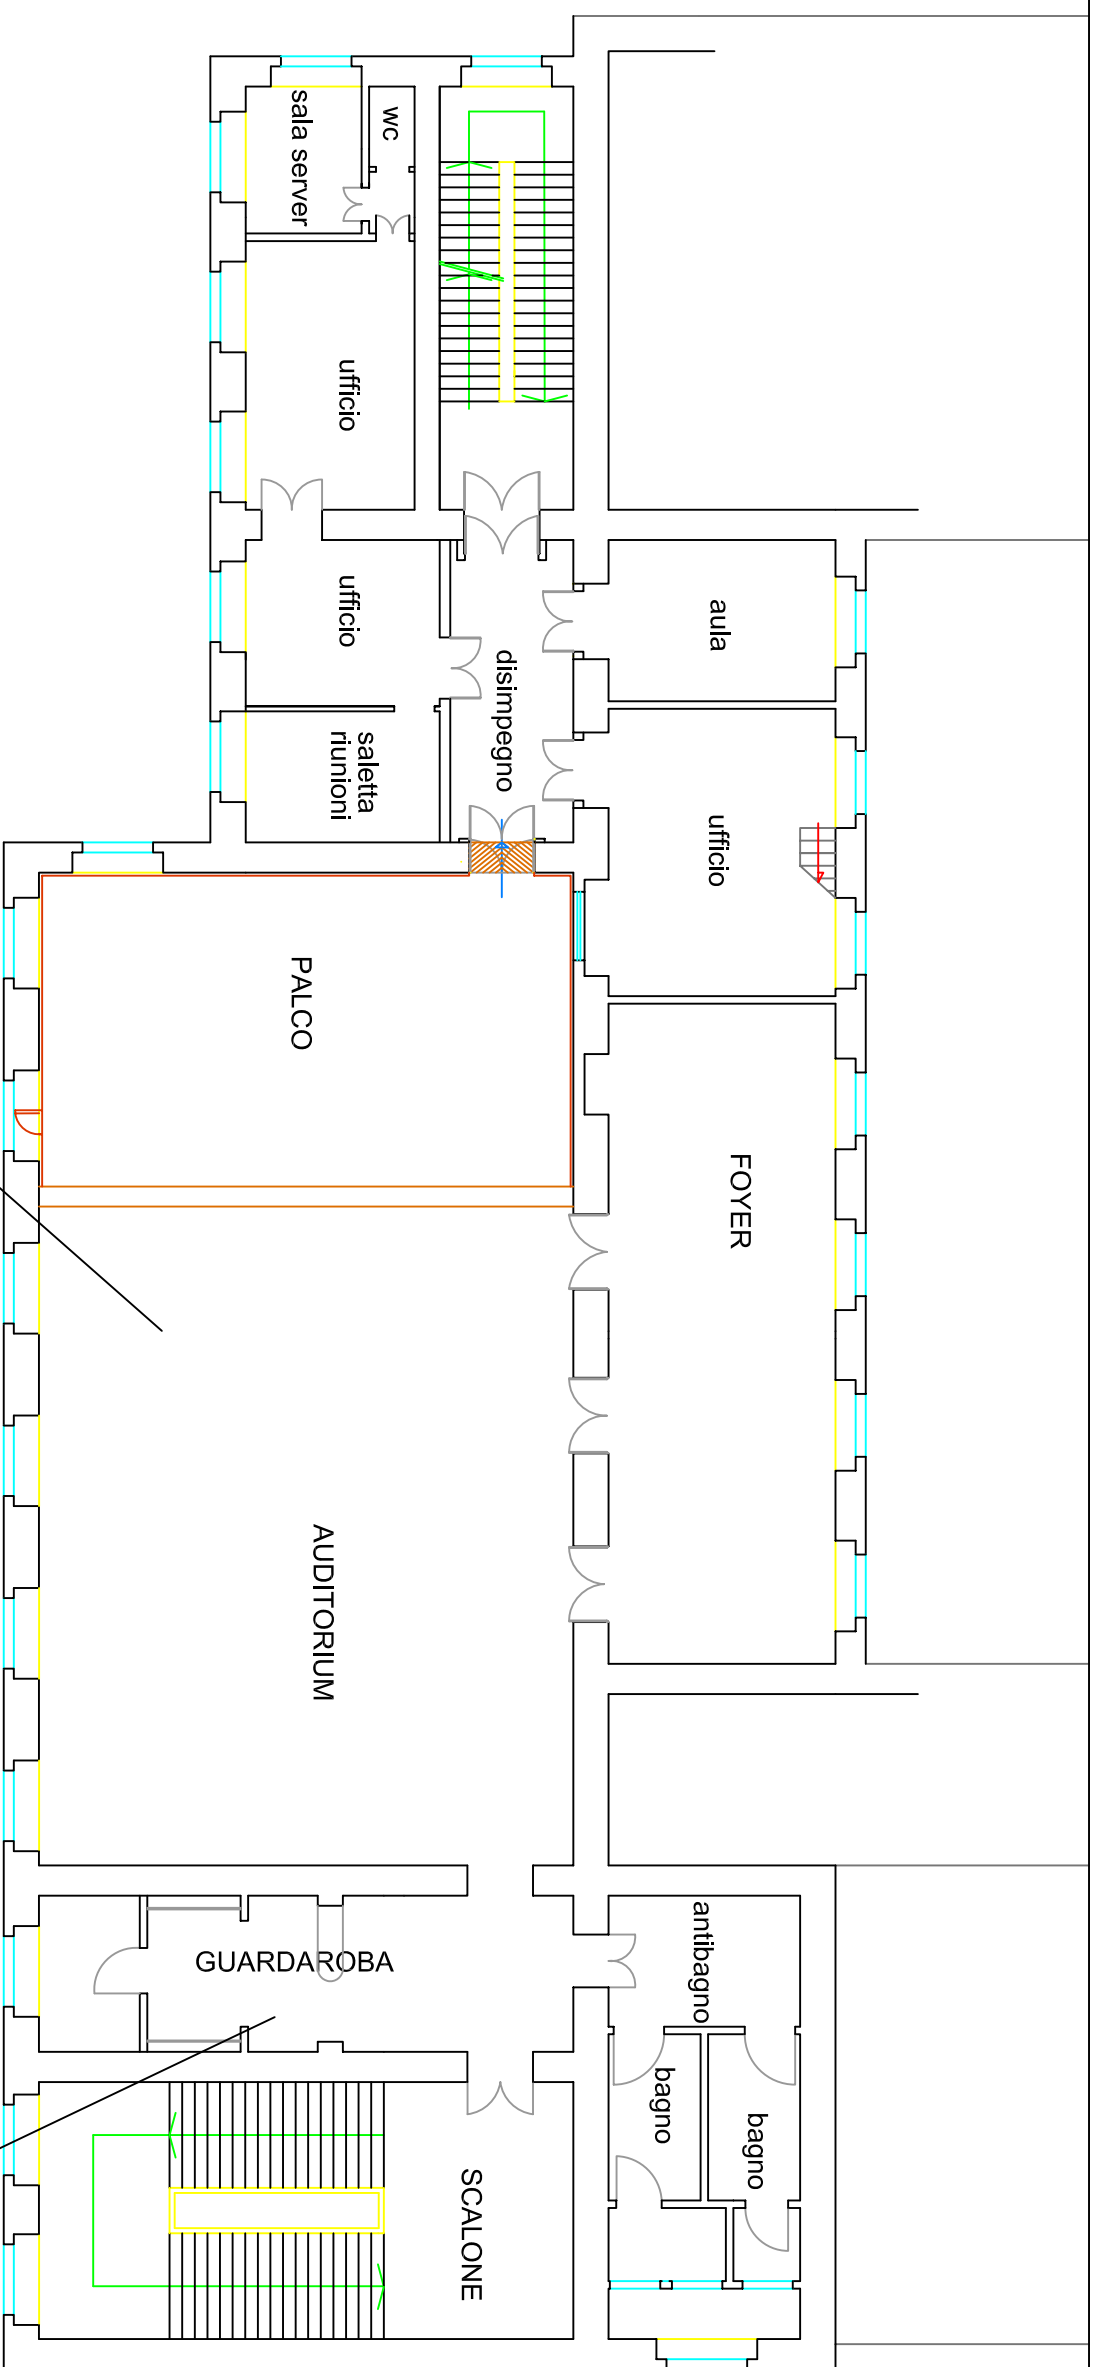 sala server
wc
ufficio
ufficio
saletta
riunioni
disimpegno
aula
ufficio
PALCO
FOYER
AUDITORIUM
GUARDAROBA
antibagno
bagno
bagno
SCALONE